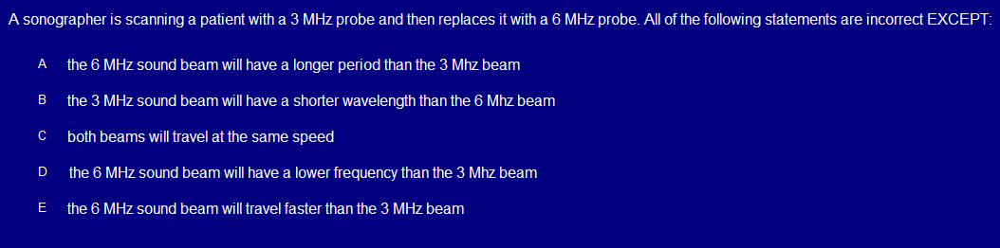 A sonographer is scanning a patient with a 3 MHz probe and then replaces it with a 6 MHz probe. All of the following statements are incorrect EXCEPT:
A the 6 MHz sound beam will have a longer period than the 3 Mhz beam
B the 3 MHz sound beam will have a shorter wavelength than the 6 Mhz beam
C both beams will travel at the same speed
D the 6 MHz sound beam will have a lower frequency than the 3 Mhz beam
E the 6 MHz sound beam will travel faster than the 3 MHz beam